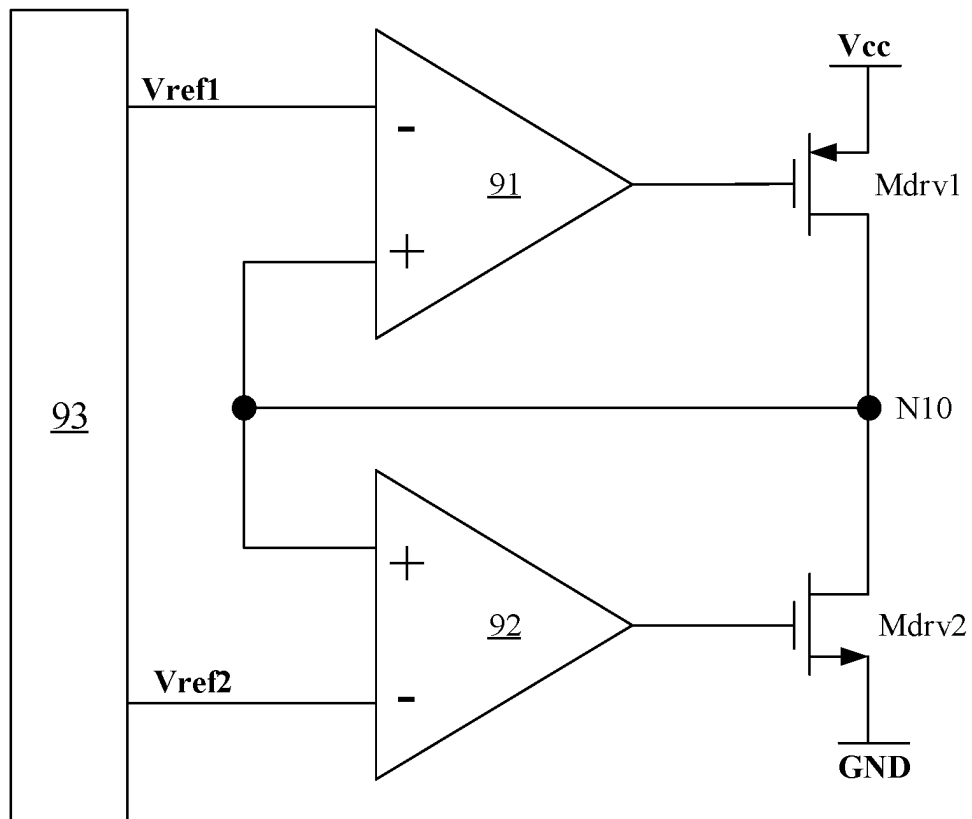 Vcc
Vref1
-
91
Mdrv1
+
93
N10
+
92
Mdrv2
Vref2
-
GND